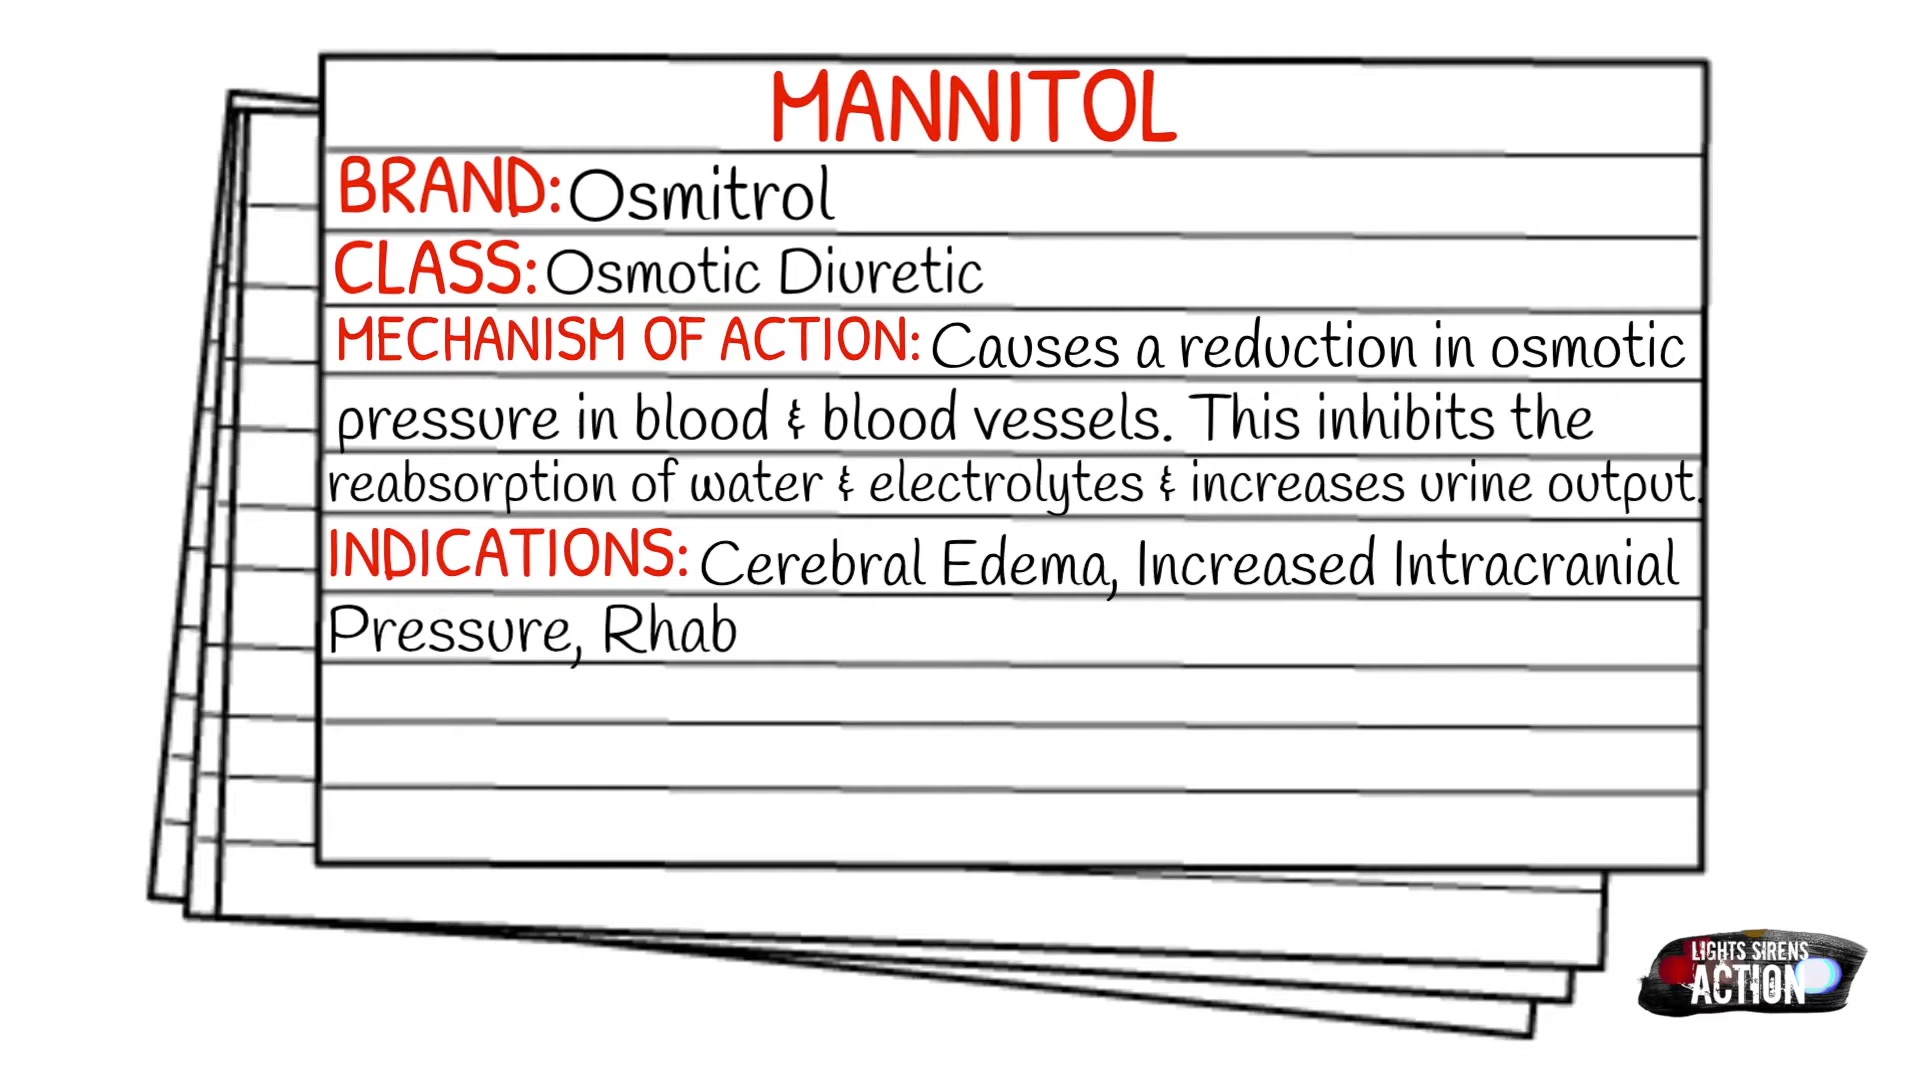 MANNITOL
BRAND: Osmitrol
CLASS: Osmotic Diuretic
MECHANISM OF ACTION: Causes a reduction in osmotic
pressure in blood & blood vessels. This inhibits the
reabsorption of water & electrolytes & increases urine output.
INDICATIONS: Cerebral Edema, Increased Intracranial
Pressure, Rhab
LIGHTS SIRENS
ACTION